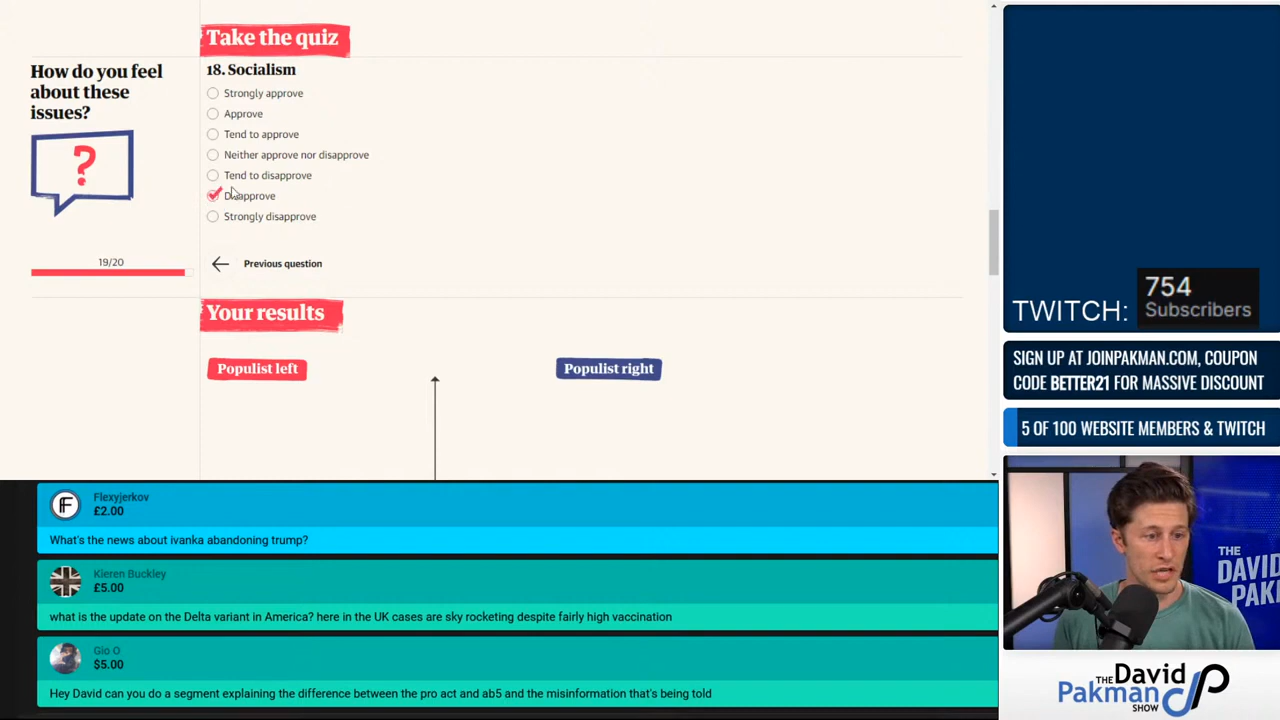 Take the quiz
How do you feel
about these
issues?
?
19/20
18. Socialism
Strongly approve
Approve
Tend to approve
Neither approve nor disapprove
Tend to disapprove
Disapprove
Strongly disapprove
Previous question
Your results
Populist left
Populist right
TWITCH:
754
Subscribers
SIGN UP AT JOINPAKMAN.COM, COUPON
CODE BETTER21 FOR MASSIVE DISCOUNT
5 OF 100 WEBSITE MEMBERS & TWITCH
Flexyjerkov
£2.00
What's the news about ivanka abandoning trump?
Kieren Buckley
£5.00
what is the update on the Delta variant in America? here in the UK cases are sky rocketing despite fairly high vaccination
Gio O
$5.00
Hey David can you do a segment explaining the difference between the pro act and ab5 and the misinformation that's being told
THE
DAVID
THE David
Pakman
SHOW